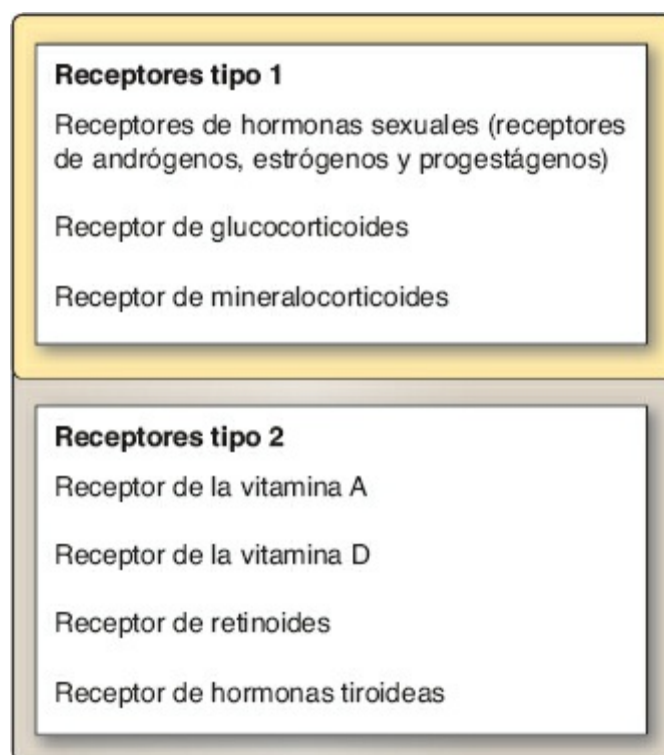 Receptores tipo 1
Receptores de hormonas sexuales (receptores
de andrógenos, estrógenos y progestágenos)
Receptor de glucocorticoides
Receptor de mineralocorticoides
Receptores tipo 2
Receptor de la vitamina A
Receptor de la vitamina D
Receptor de retinoides
Receptor de hormonas tiroideas